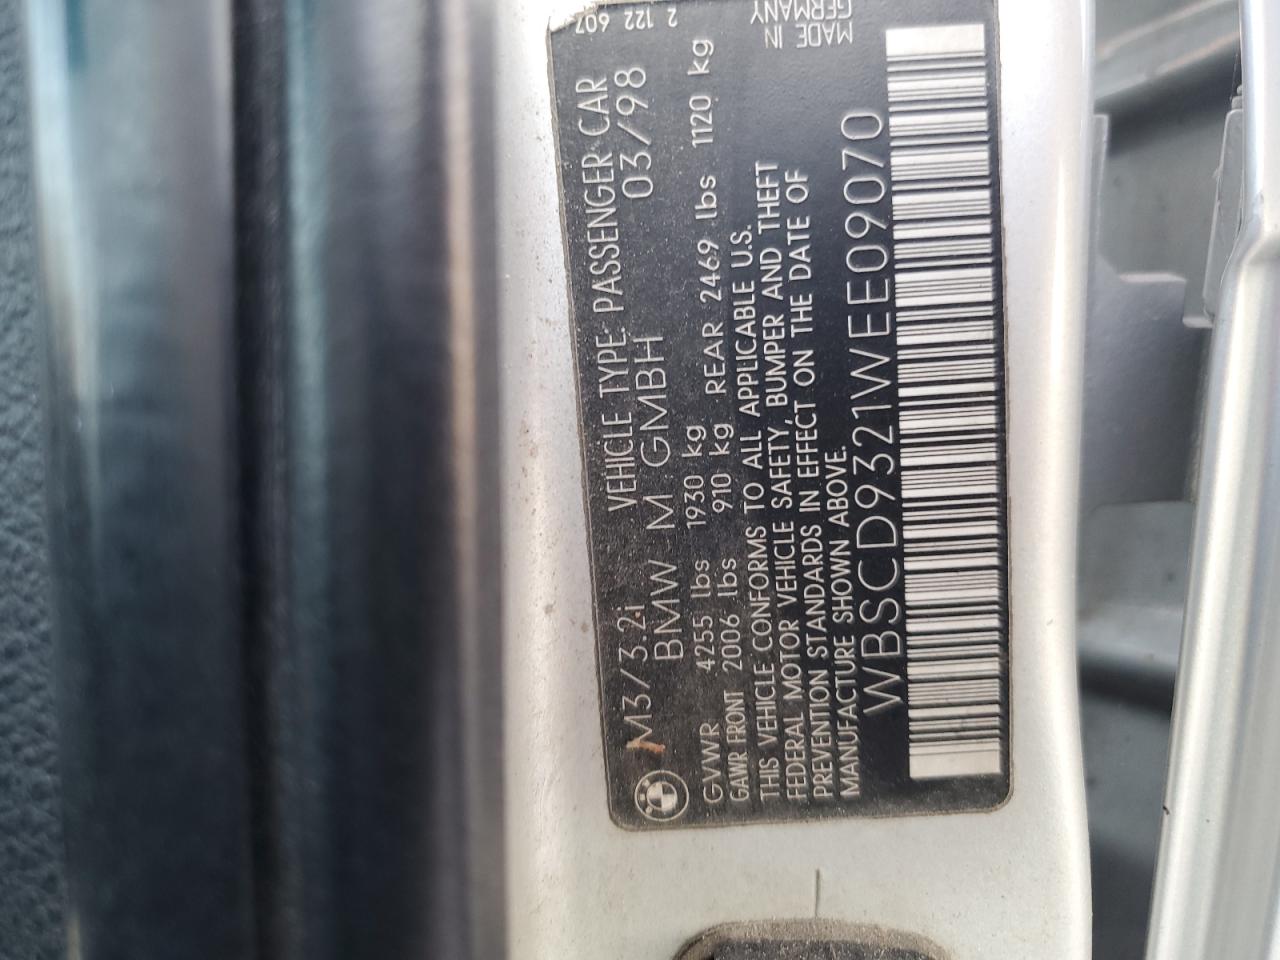 2 122 607
MADE IN
GERMANY
M3/3.2i VEHICLE TYPE: PASSENGER CAR
BMW M GMBH 03/98
GVWR 4255 lbs 1930 kg
GAWR FRONT 2006 lbs 910 kg REAR 2469 lbs 1120 kg
THIS VEHICLE CONFORMS TO ALL APPLICABLE U.S.
FEDERAL MOTOR VEHICLE SAFETY, BUMPER AND THEFT
PREVENTION STANDARDS IN EFFECT ON THE DATE OF
MANUFACTURE SHOWN ABOVE.
WBSCD9321WEE09070